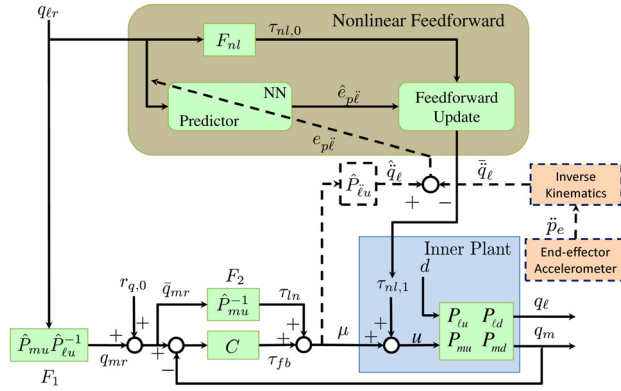 q_{ℓr}
Nonlinear Feedforward
F_{nl}
τ_{nl,0}
NN
Predictor
ê_{pℓ̈}
Feedforward
Update
e_{pℓ̈}
P̂_{ℓ̈u}
q̂̈_ℓ
+
−
q̄̈_ℓ
Inverse
Kinematics
p̈_e
End-effector
Accelerometer
Inner Plant
d
τ_{nl,1}
r_{q,0}
q̄_{mr}
F_2
P̂_{mu}^{-1}
τ_{ln}
P̂_{mu}P̂_{ℓu}^{-1}
F_1
q_{mr}
+
+
+
−
C
τ_{fb}
+
+
μ
+
+
u
P_{ℓu} P_{ℓd}
P_{mu} P_{md}
q_ℓ
q_m